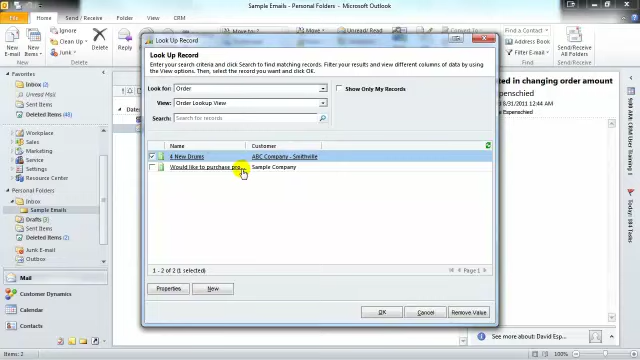 Sample Emails - Personal Folders - Microsoft Outlook
File
Home
Send / Receive
Folder
View
CRM
Ignore
Clean Up
Junk
New E-mail
New Items
Delete
Reply
Address Book
Filter E-mail
Send/Receive All Folders
Send/Receive
Favorites
Inbox (2)
Unread Mail
Sent Items
Deleted Items (48)
Workplace
Sales
Marketing
Service
Settings
Resource Center
Personal Folders
Inbox
Sample Emails
Drafts (3)
Sent Items
Deleted Items (2)
Junk E-mail
Outbox
Mail
Customer Dynamics
Calendar
Contacts
Items: 2
Look Up Record
Look Up Record
Enter your search criteria and click Search to find matching records. Filter your results and view different columns of data by using
the View options. Then, select the record you want and click OK.
Look for:
Order
Show Only My Records
View:
Order Lookup View
Search:
Search for records
Name
Customer
4 New Drums
ABC Company - Smithville
Would like to purchase pro...
Sample Company
1 - 2 of 2 (1 selected)
Page 1
Properties
New
OK
Cancel
Remove Value
ted in changing order amount
Expenschied
8/31/2011 12:44 AM
See more about: David Esp...
100%